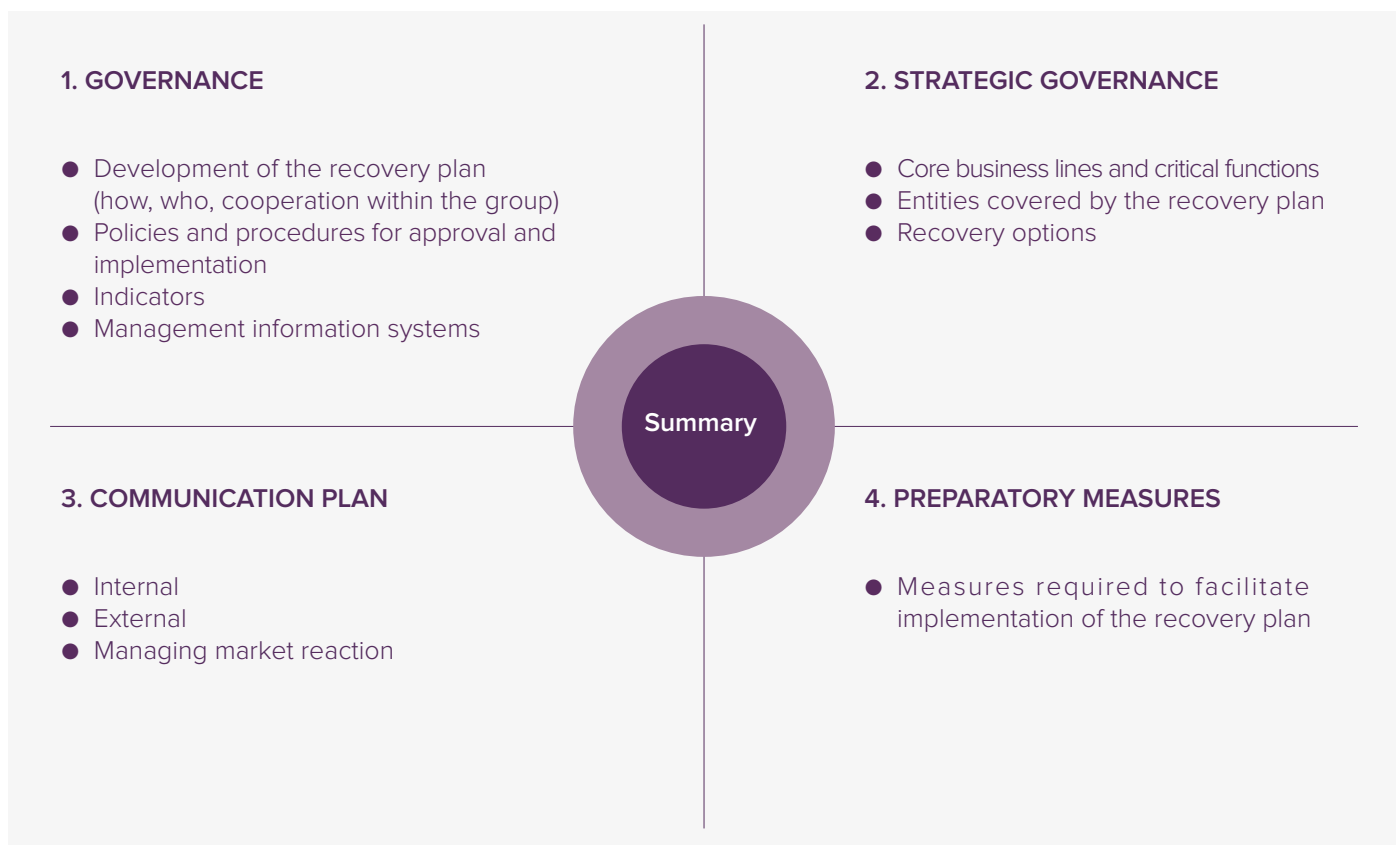 1. GOVERNANCE
● Development of the recovery plan
(how, who, cooperation within the group)
● Policies and procedures for approval and
implementation
● Indicators
● Management information systems
2. STRATEGIC GOVERNANCE
● Core business lines and critical functions
● Entities covered by the recovery plan
● Recovery options
Summary
3. COMMUNICATION PLAN
● Internal
● External
● Managing market reaction
4. PREPARATORY MEASURES
● Measures required to facilitate
implementation of the recovery plan